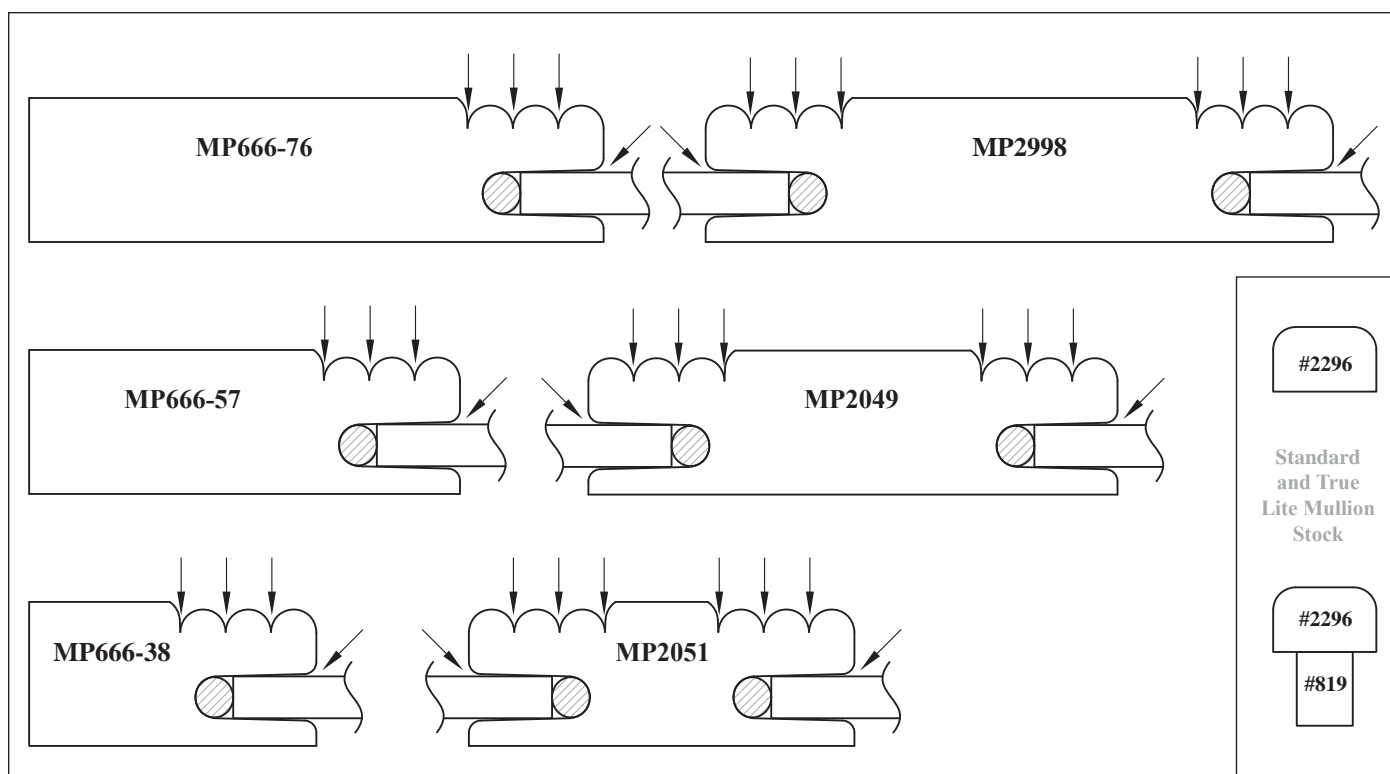 MP666-76
MP2998
MP666-57
MP2049
MP666-38
MP2051
#2296
Standard
and True
Lite Mullion
Stock
#2296
#819